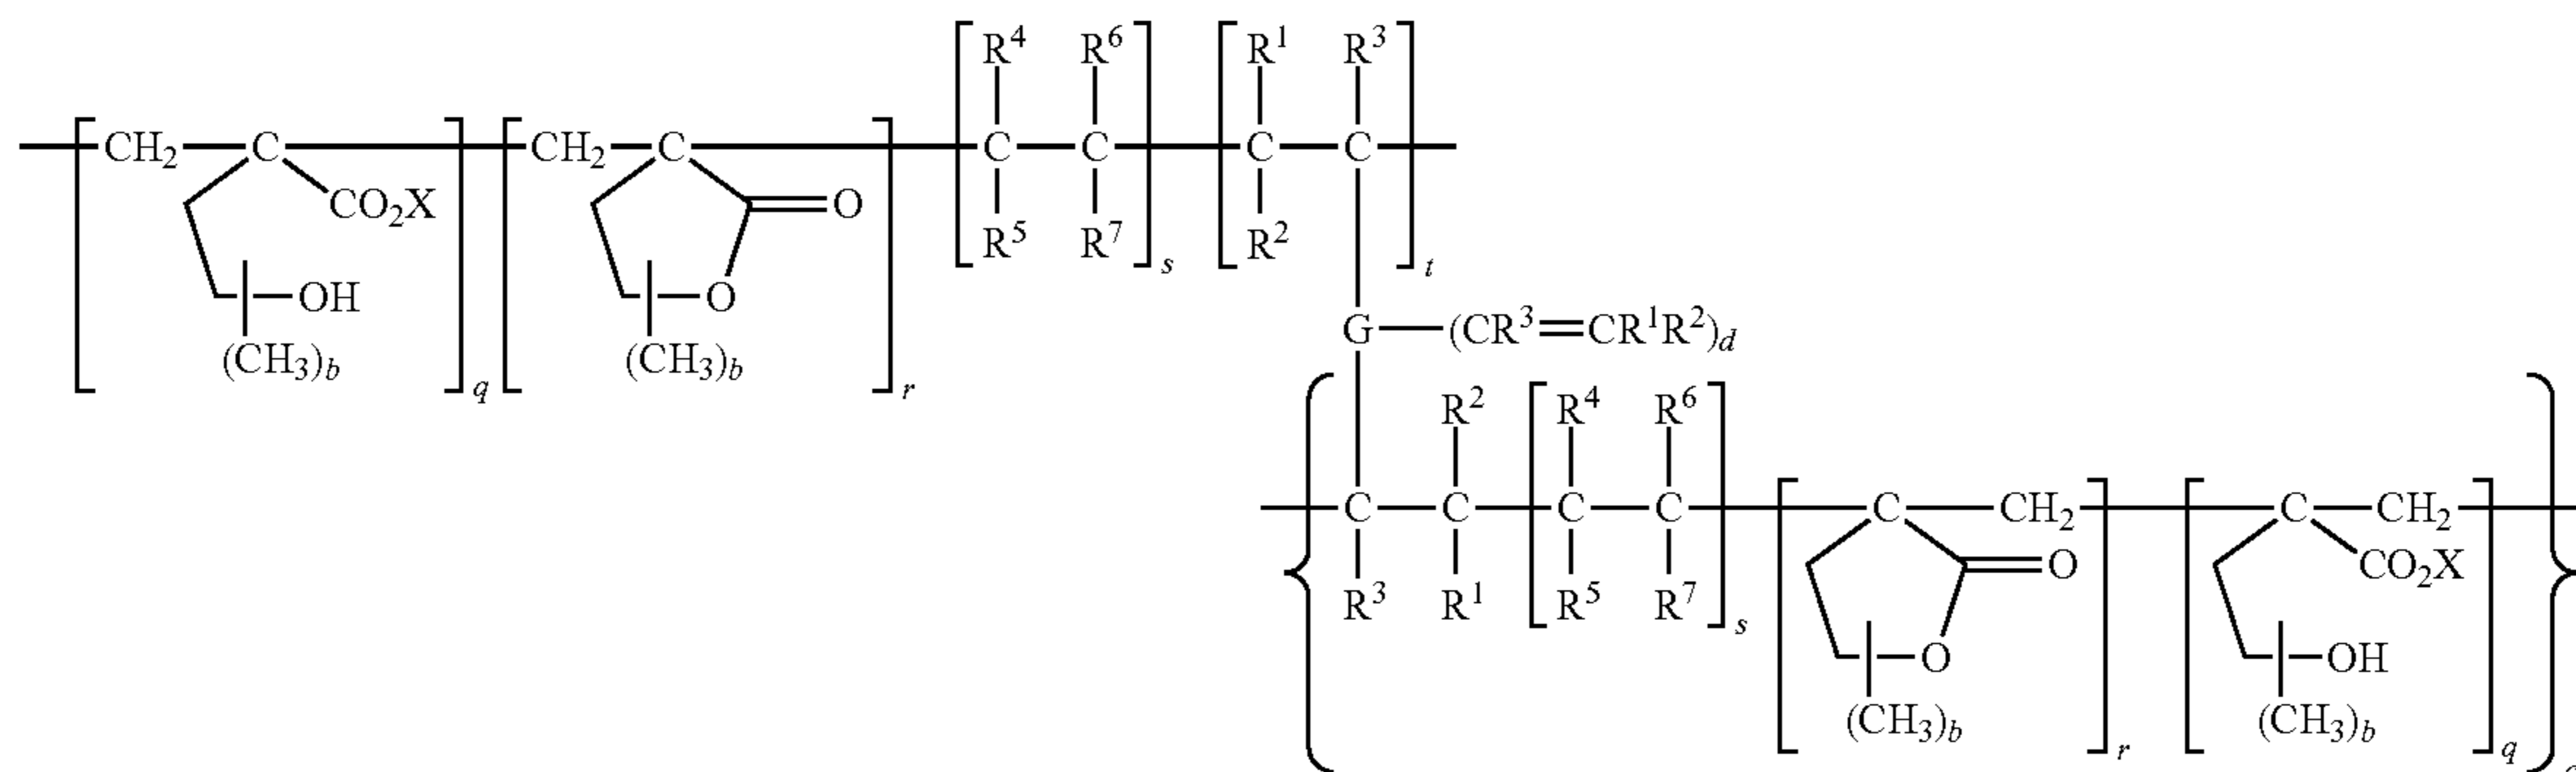 R⁴ R⁶ R¹ R³
CH₂ C CH₂ C C C C C
CO₂X O
R⁵ R⁷ s R² t
OH O
(CH₃)b q (CH₃)b r
G (CR³=CR¹R²)d
R² R⁴ R⁶
C C C C C CH₂ C CH₂
O CO₂X
R³ R¹ R⁵ R⁷ s
O OH
(CH₃)b r (CH₃)b q